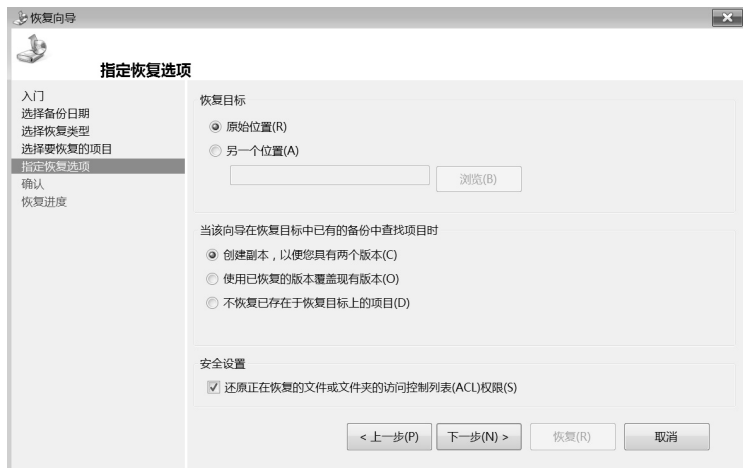 恢复向导
指定恢复选项
入门
选择备份日期
选择恢复类型
选择要恢复的项目
指定恢复选项
确认
恢复进度
恢复目标
原始位置(R)
另一个位置(A)
浏览(B)
当该向导在恢复目标中已有的备份中查找项目时
创建副本，以便您具有两个版本(C)
使用已恢复的版本覆盖现有版本(O)
不恢复已存在于恢复目标上的项目(D)
安全设置
还原正在恢复的文件或文件夹的访问控制列表(ACL)权限(S)
< 上一步(P) 下一步(N) > 恢复(R) 取消